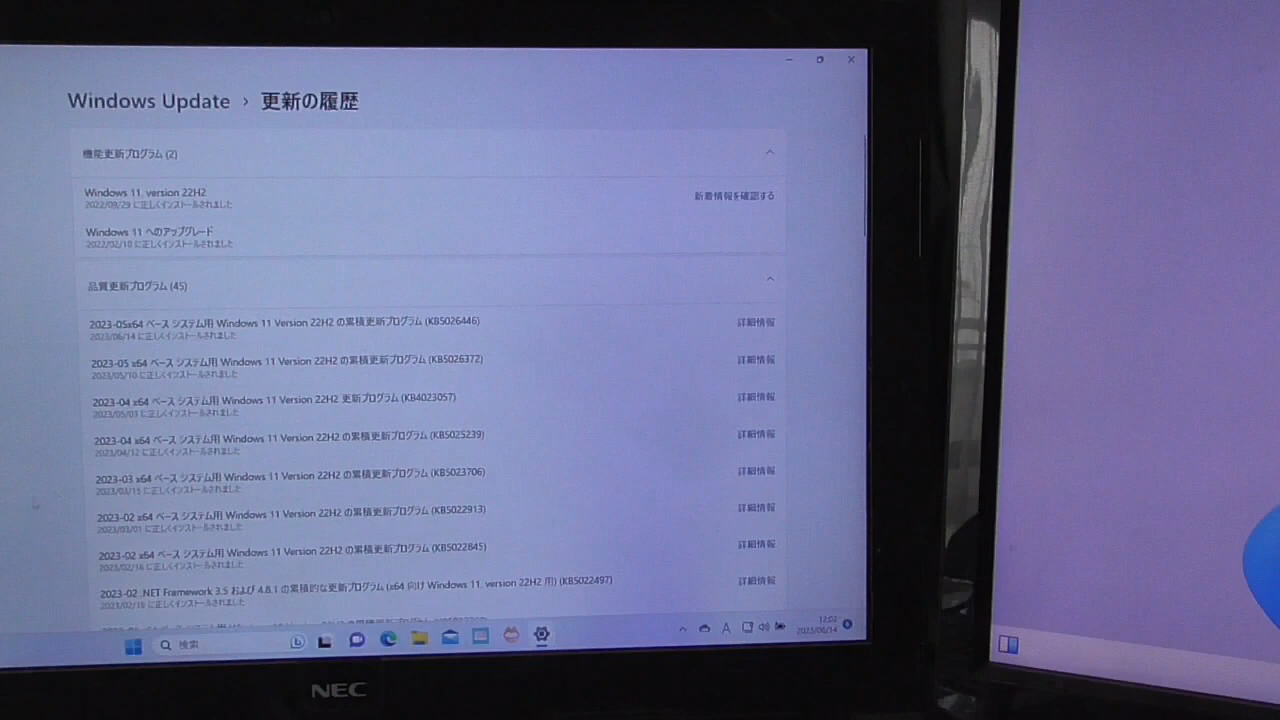 Windows Update › 更新の履歴
機能更新プログラム (2)
Windows 11, version 22H2
新着情報を確認する
2022/09/29 に正しくインストールされました
Windows 11 へのアップグレード
2022/02/10 に正しくインストールされました
品質更新プログラム (45)
2023-05x64 ベース システム用 Windows 11 Version 22H2 の累積更新プログラム (KB5026446)
詳細情報
2023/06/14 に正しくインストールされました
2023-05 x64 ベース システム用 Windows 11 Version 22H2 の累積更新プログラム (KB5026372)
詳細情報
2023/05/10 に正しくインストールされました
2023-04 x64 ベース システム用 Windows 11 Version 22H2 更新プログラム (KB4023057)
詳細情報
2023/05/03 に正しくインストールされました
2023-04 x64 ベース システム用 Windows 11 Version 22H2 の累積更新プログラム (KB5025239)
詳細情報
2023/04/12 に正しくインストールされました
2023-03 x64 ベース システム用 Windows 11 Version 22H2 の累積更新プログラム (KB5023706)
詳細情報
2023/03/15 に正しくインストールされました
2023-02 x64 ベース システム用 Windows 11 Version 22H2 の累積更新プログラム (KB5022913)
詳細情報
2023/03/01 に正しくインストールされました
2023-02 x64 ベース システム用 Windows 11 Version 22H2 の累積更新プログラム (KB5022845)
詳細情報
2023/02/16 に正しくインストールされました
2023-02 .NET Framework 3.5 および 4.8.1 の累積的な更新プログラム (x64 向け Windows 11, version 22H2 用) (KB5022497)
詳細情報
に正しくインストールされました
検索
A
12:02
2023/06/14
NEC